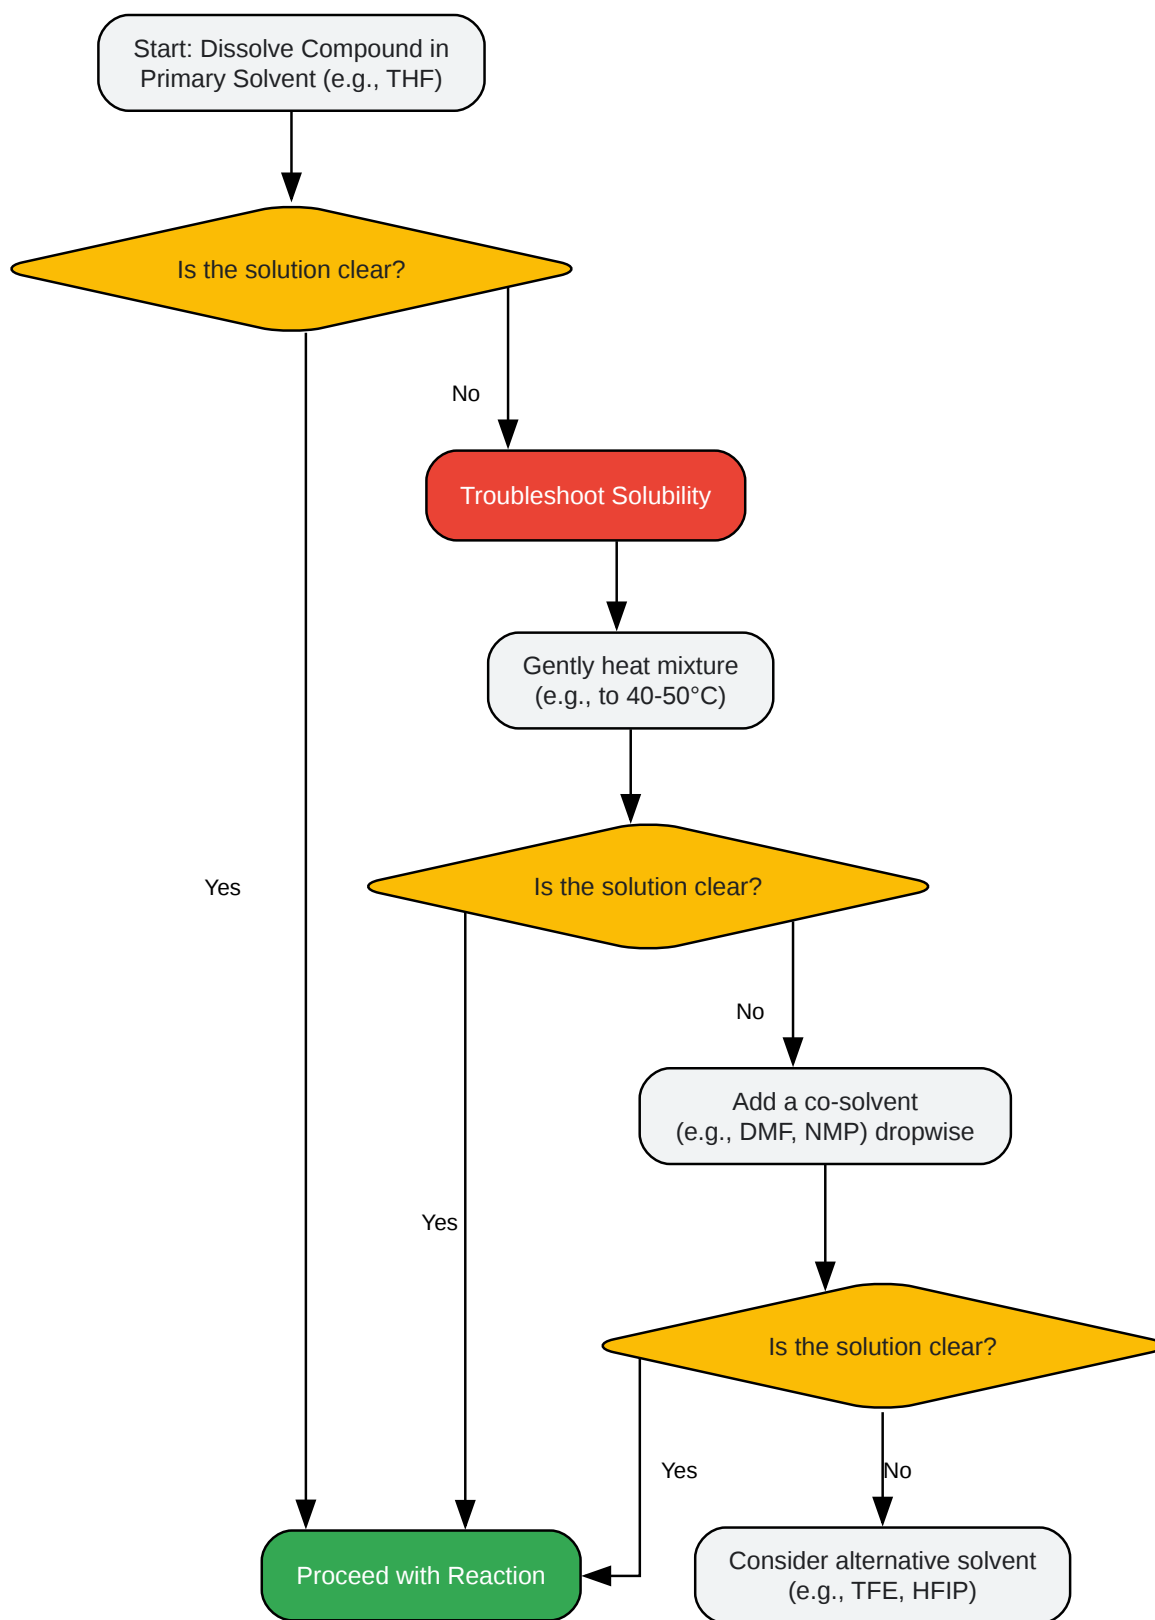 Start: Dissolve Compound in
Primary Solvent (e.g., THF)
Is the solution clear?
No
Troubleshoot Solubility
Gently heat mixture
(e.g., to 40-50°C)
Yes
Is the solution clear?
No
Add a co-solvent
(e.g., DMF, NMP) dropwise
Yes
Is the solution clear?
Yes
No
Proceed with Reaction
Consider alternative solvent
(e.g., TFE, HFIP)